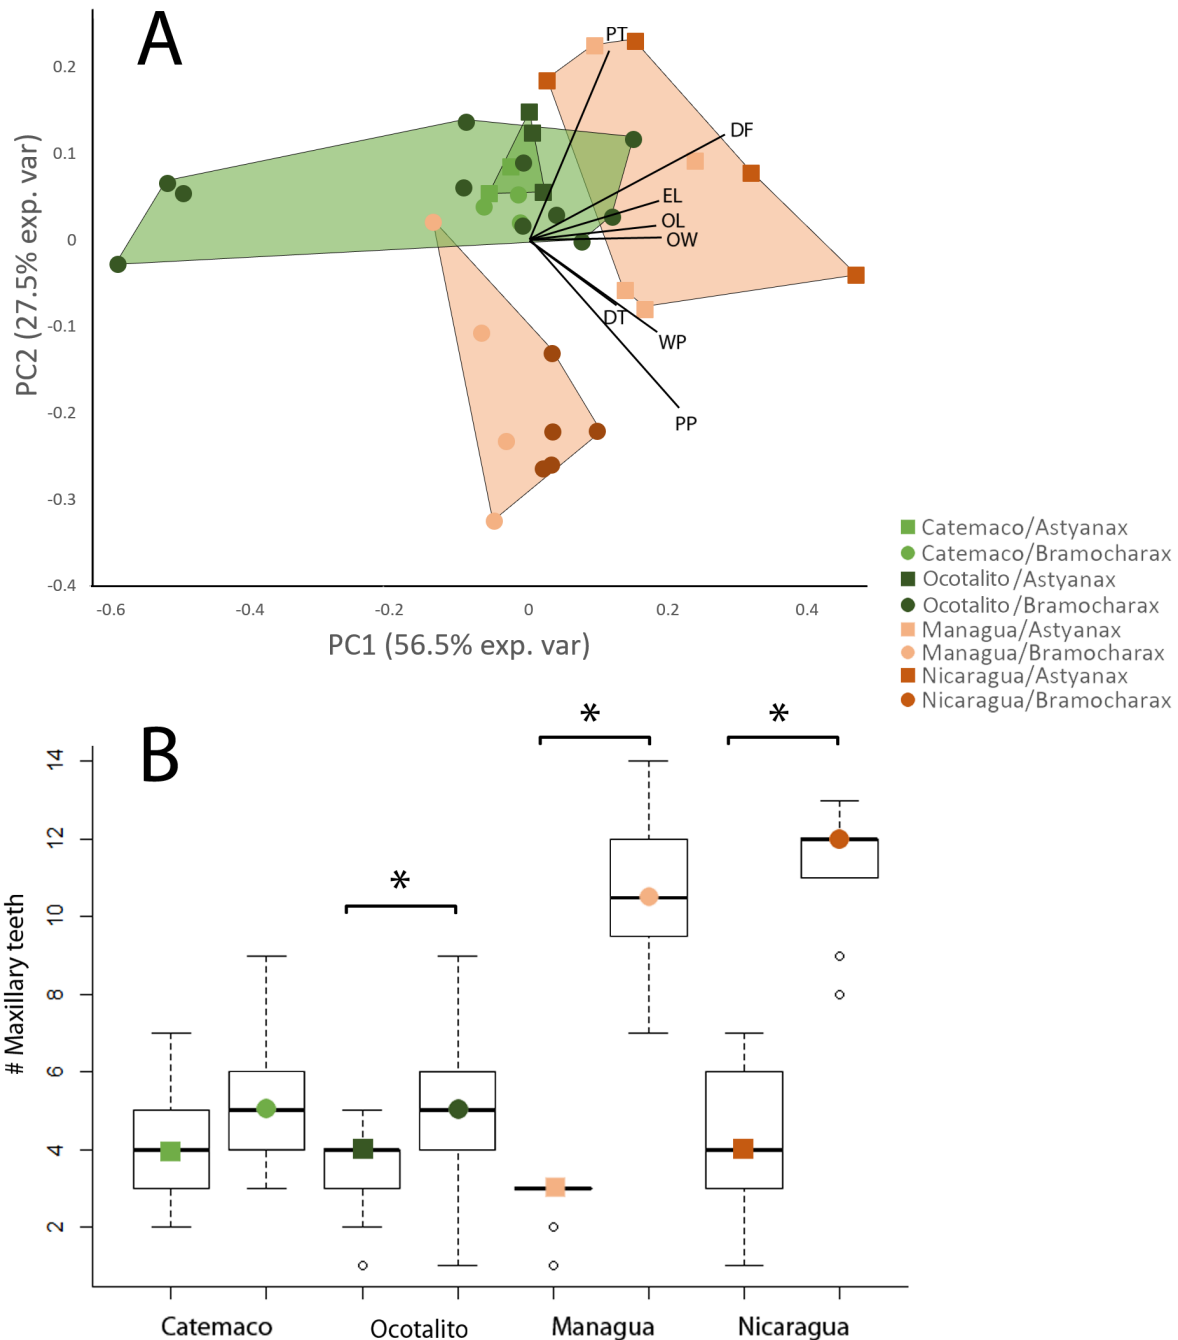 A
PC2 (27.5% exp. var)
0.2
0.1
0
-0.1
-0.2
-0.3
-0.4
PT
DF
EL
OL
OW
DT
WP
PP
-0.6
-0.4
-0.2
0
0.2
0.4
PC1 (56.5% exp. var)
Catemaco/Astyanax
Catemaco/Bramocharax
Ocotalito/Astyanax
Ocotalito/Bramocharax
Managua/Astyanax
Managua/Bramocharax
Nicaragua/Astyanax
Nicaragua/Bramocharax
B
# Maxillary teeth
14
12
10
8
6
4
2
*
*
*
Catemaco
Ocotalito
Managua
Nicaragua